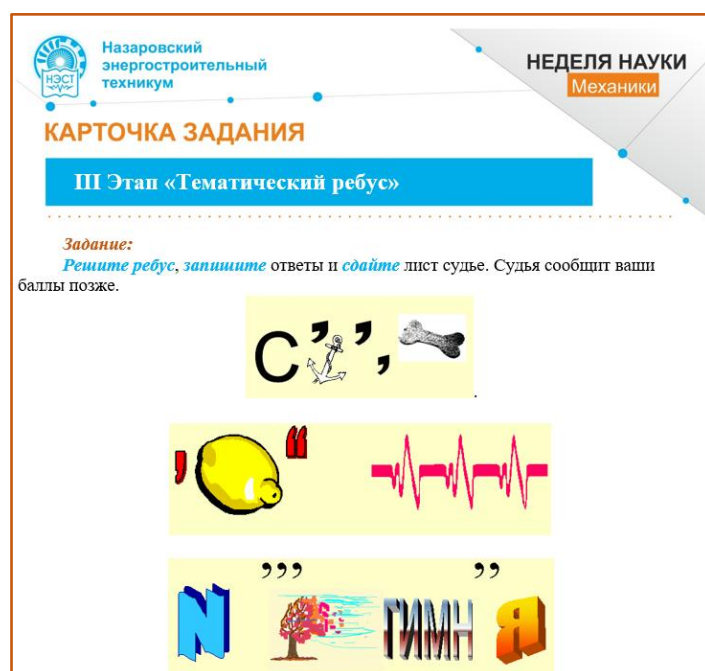 Назаровский
энергостроительный
техникум
НЭСТ
НЕДЕЛЯ НАУКИ
Механики
КАРТОЧКА ЗАДАНИЯ
III Этап «Тематический ребус»
Задание:
Решите ребус, запишите ответы и сдайте лист судье. Судья сообщит ваши
баллы позже.
С’ ’, .
, “
N ’’’ ГИМН ’’ Я